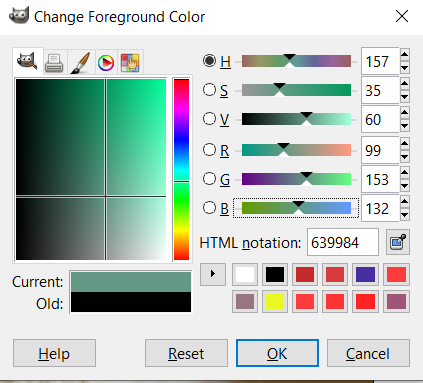 Change Foreground Color
H 157
S 35
V 60
R 99
G 153
B 132
HTML notation: 639984
Current:
Old:
Help Reset OK Cancel